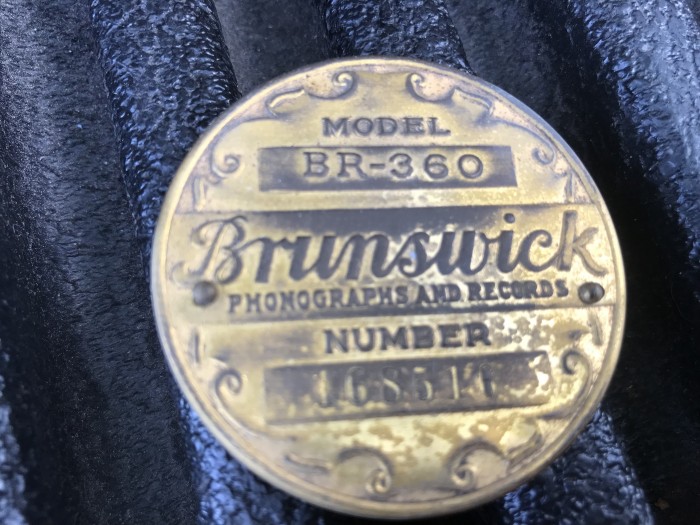 MODEL
BR-360
Brunswick
PHONOGRAPHS AND RECORDS
NUMBER